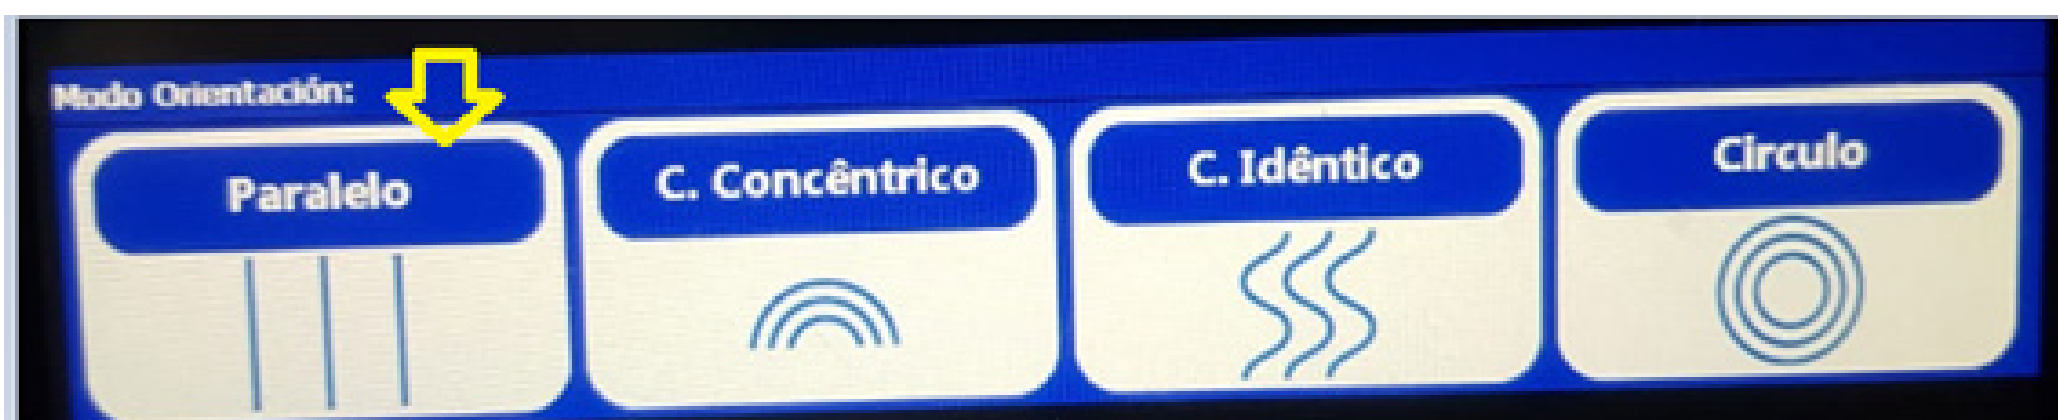 Modo Orientación:
Paralelo
C. Concêntrico
C. Idêntico
Circulo